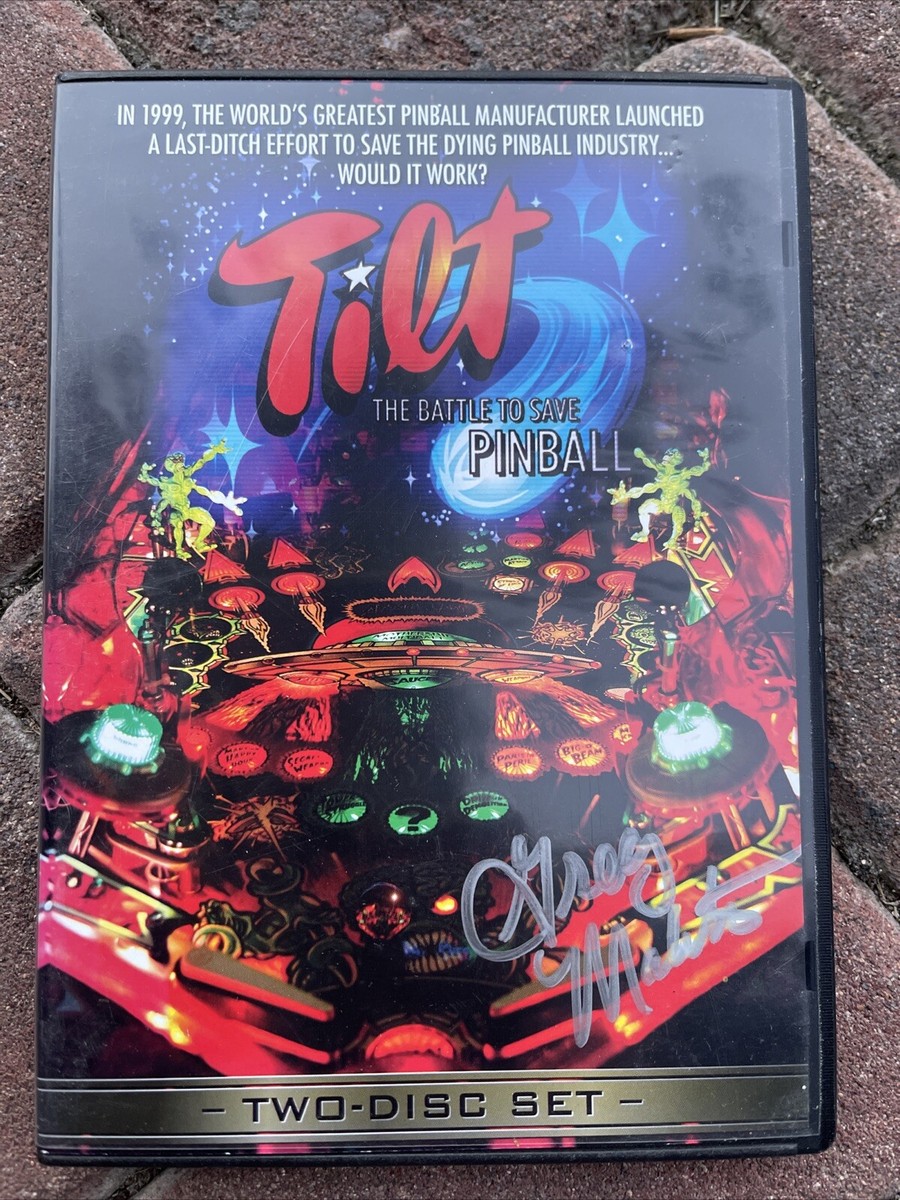 IN 1999, THE WORLD'S GREATEST PINBALL MANUFACTURER LAUNCHED
A LAST-DITCH EFFORT TO SAVE THE DYING PINBALL INDUSTRY...
WOULD IT WORK?
Tilt
THE BATTLE TO SAVE
PINBALL
?
Greg
- TWO-DISC SET -